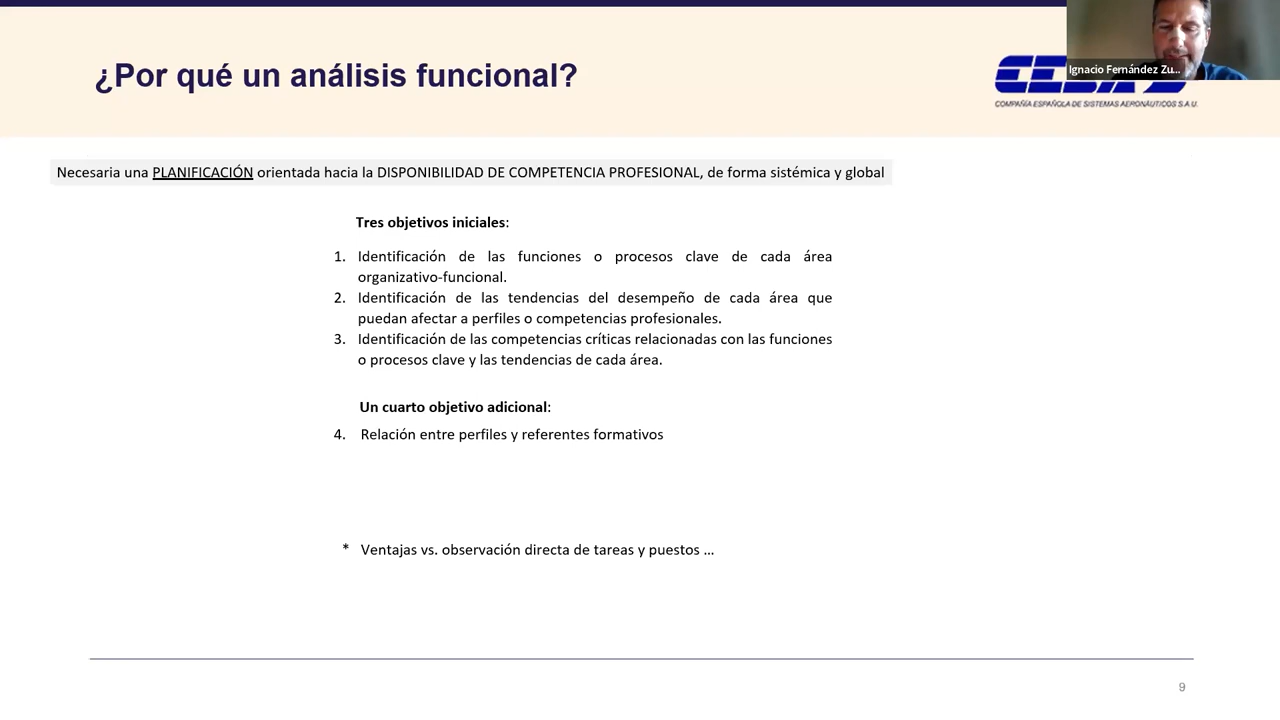 ¿Por qué un análisis funcional?
Ignacio Fernández Zu...
COMPAÑÍA ESPAÑOLA DE SISTEMAS AERONÁUTICOS S.A.U.
Necesaria una PLANIFICACIÓN orientada hacia la DISPONIBILIDAD DE COMPETENCIA PROFESIONAL, de forma sistémica y global
Tres objetivos iniciales:
1. Identificación de las funciones o procesos clave de cada área
organizativo-funcional.
2. Identificación de las tendencias del desempeño de cada área que
puedan afectar a perfiles o competencias profesionales.
3. Identificación de las competencias críticas relacionadas con las funciones
o procesos clave y las tendencias de cada área.
Un cuarto objetivo adicional:
4. Relación entre perfiles y referentes formativos
* Ventajas vs. observación directa de tareas y puestos ...
9